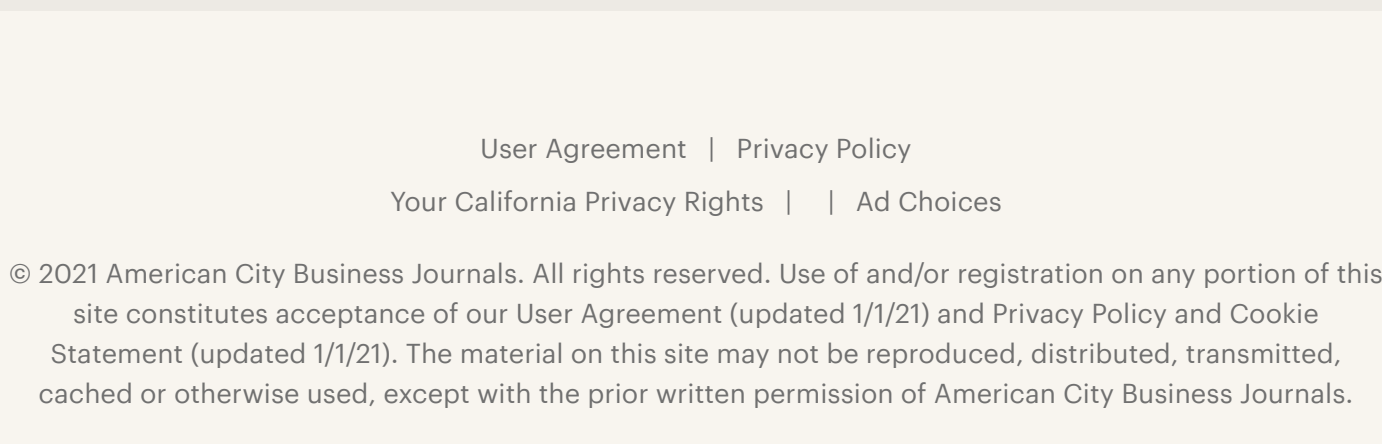 User Agreement | Privacy Policy
Your California Privacy Rights | | Ad Choices
© 2021 American City Business Journals. All rights reserved. Use of and/or registration on any portion of this
site constitutes acceptance of our User Agreement (updated 1/1/21) and Privacy Policy and Cookie
Statement (updated 1/1/21). The material on this site may not be reproduced, distributed, transmitted,
cached or otherwise used, except with the prior written permission of American City Business Journals.